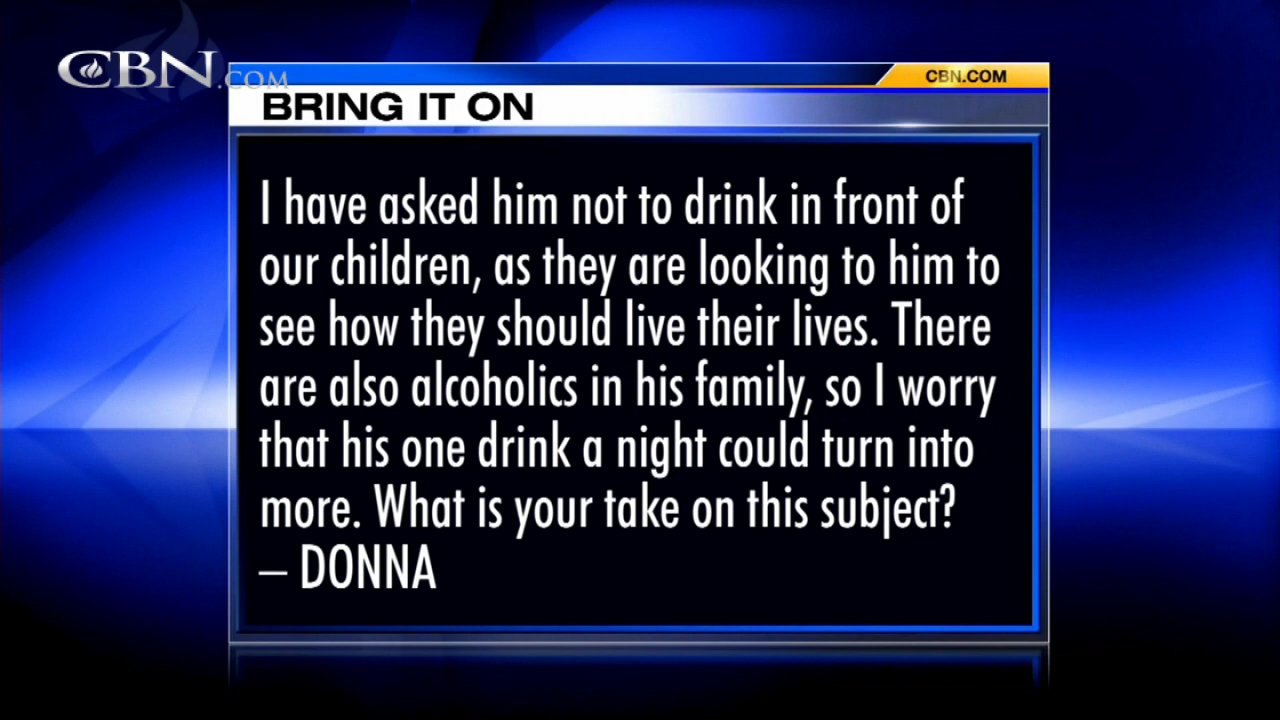 CBN.COM
CBN.COM
BRING IT ON
I have asked him not to drink in front of
our children, as they are looking to him to
see how they should live their lives. There
are also alcoholics in his family, so I worry
that his one drink a night could turn into
more. What is your take on this subject?
– DONNA